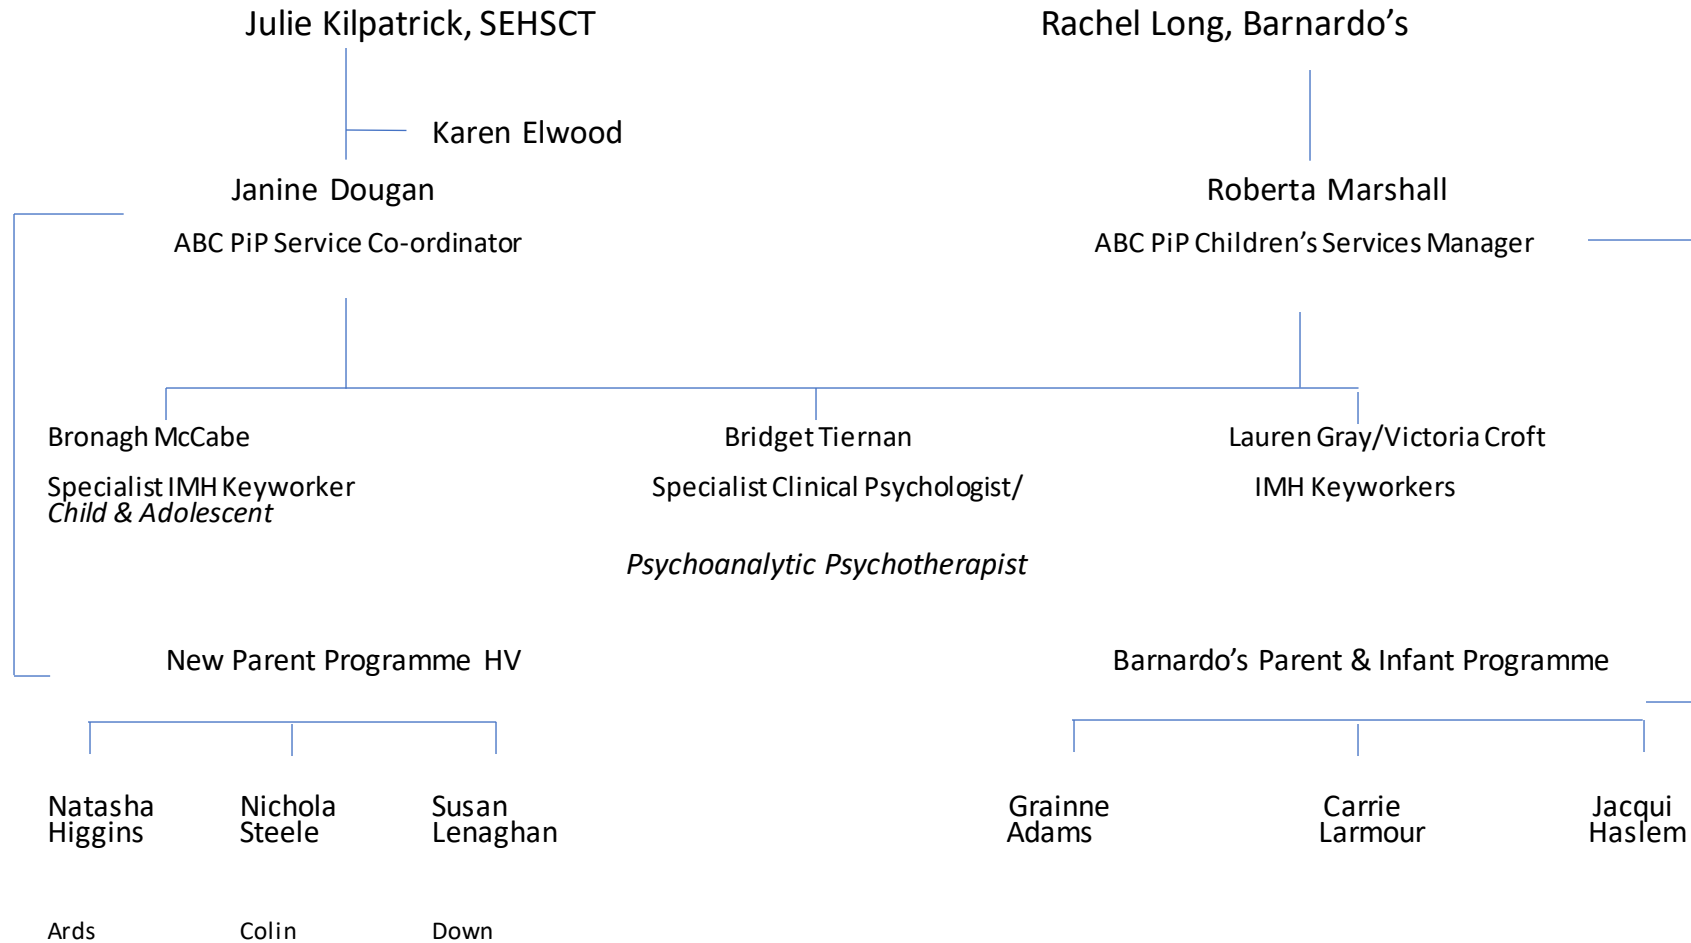 Julie Kilpatrick, SEHSCT
Rachel Long, Barnardo’s
Karen Elwood
Janine Dougan
Roberta Marshall
ABC PiP Service Co-ordinator
ABC PiP Children’s Services Manager
Bronagh McCabe
Bridget Tiernan
Lauren Gray/Victoria Croft
Specialist IMH Keyworker
Child & Adolescent
Specialist Clinical Psychologist/
IMH Keyworkers
Psychoanalytic Psychotherapist
New Parent Programme HV
Barnardo’s Parent & Infant Programme
Natasha
Higgins
Nichola
Steele
Susan
Lenaghan
Grainne
Adams
Carrie
Larmour
Jacqui
Haslem
Ards
Colin
Down